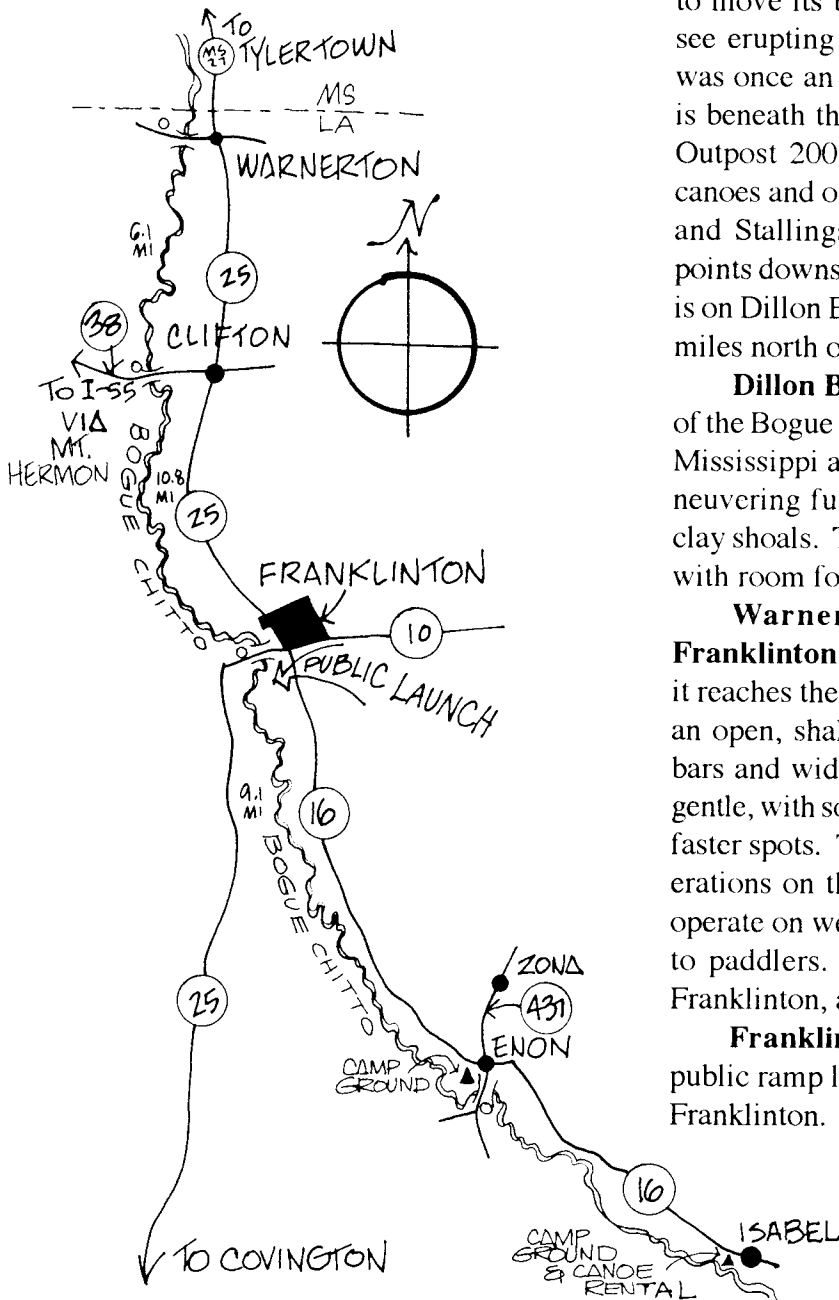 TO
TYLERTOWN
MS
27
MS
LA
WARNERTON
N
6.1
MI
25
38
CLIFTON
TO I-55
VIA
MT.
HERMON
BOGUE CHITTO
10.8
MI
25
FRANKLINTON
10
PUBLIC LAUNCH
9.1
MI
16
BOGUE CHITTO
25
ZONA
437
ENON
CAMP
GROUND
16
ISABEL
CAMP
GROUND
& CANOE
RENTAL
TO COVINGTON
to move its b
see erupting
was once an
is beneath th
Outpost 200
canoes and o
and Stalling
points downs
is on Dillon B
miles north o
Dillon B
of the Bogue
Mississippi a
neuvering fu
clay shoals. T
with room fo
Warner
Franklinton
it reaches the
an open, shal
bars and wid
gentle, with so
faster spots. T
erations on th
operate on we
to paddlers.
Franklinton, a
Franklin
public ramp l
Franklinton.